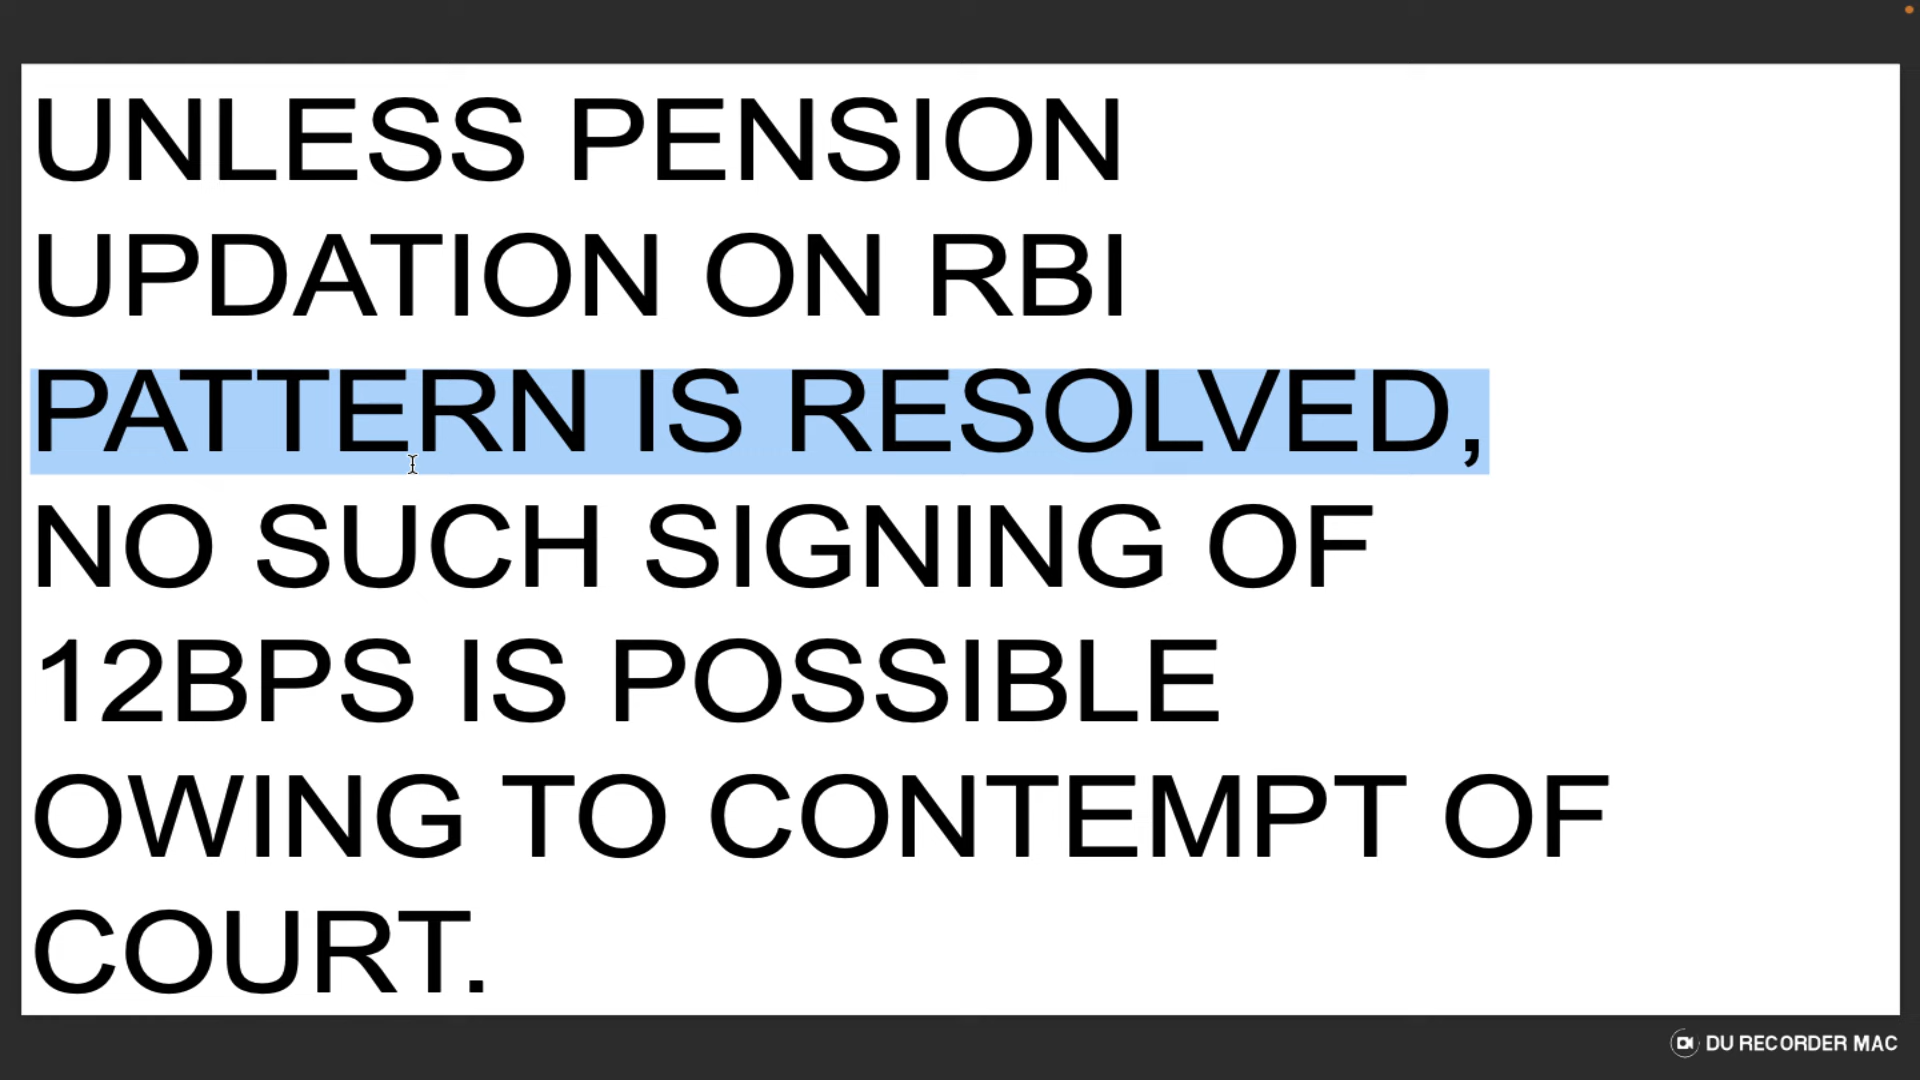 UNLESS PENSION
UPDATION ON RBI
PATTERN IS RESOLVED,
NO SUCH SIGNING OF
12BPS IS POSSIBLE
OWING TO CONTEMPT OF
COURT.
DU RECORDER MAC